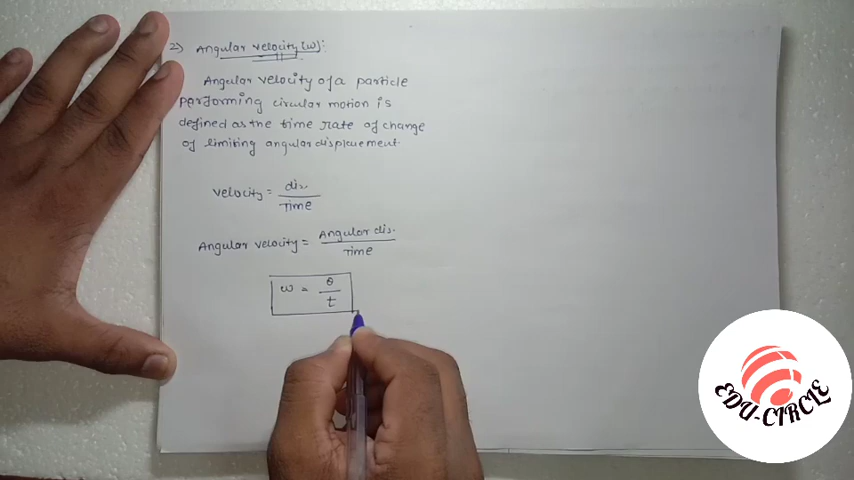 2) Angular velocity (ω):
Angular velocity of a particle
performing circular motion is
defined as the time rate of change
of limiting angular displacement.
velocity = dis. / Time
Angular velocity = Angular dis. / Time
ω = θ / t
EDU-CIRCLE